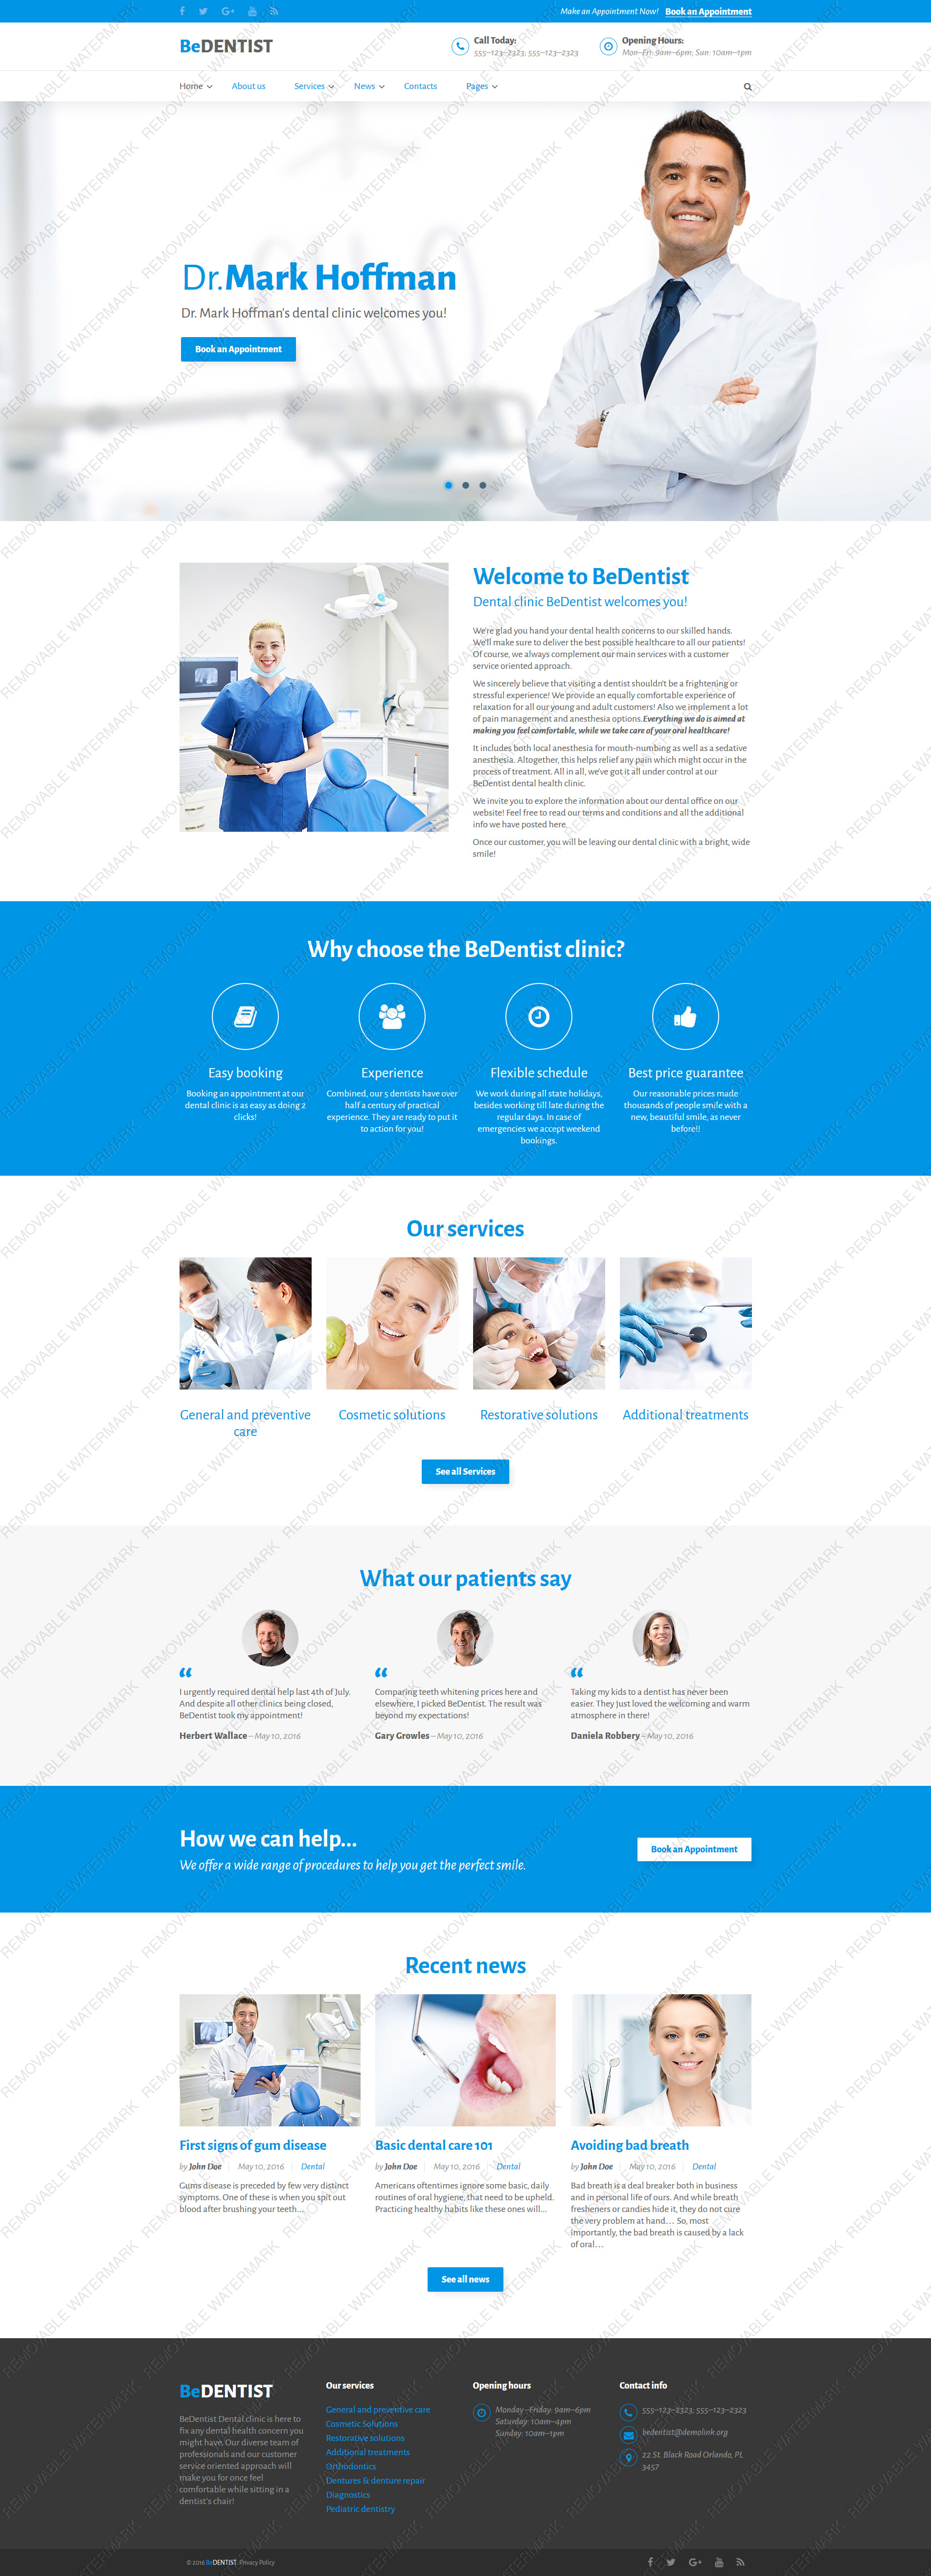 Make an Appointment Now! Book an Appointment
BeDENTIST
Call Today:
555–123–2323; 555–123–2323
Opening Hours:
Mon–Fri: 9am–6pm; Sun: 10am–1pm
Home
About us
Services
News
Contacts
Pages
Dr.Mark Hoffman
Dr. Mark Hoffman's dental clinic welcomes you!
Book an Appointment
Welcome to BeDentist
Dental clinic BeDentist welcomes you!
We're glad you hand your dental health concerns to our skilled hands.
We'll make sure to deliver the best possible healthcare to all our patients!
Of course, we always complement our main services with a customer
service oriented approach.
We sincerely believe that visiting a dentist shouldn't be a frightening or
stressful experience! We provide an equally comfortable experience of
relaxation for all our young and adult customers! Also we implement a lot
of pain management and anesthesia options.Everything we do is aimed at
making you feel comfortable, while we take care of your oral healthcare!
It includes both local anesthesia for mouth-numbing as well as a sedative
anesthesia. Altogether, this helps relief any pain which might occur in the
process of treatment. All in all, we've got it all under control at our
BeDentist dental health clinic.
We invite you to explore the information about our dental office on our
website! Feel free to read our terms and conditions and all the additional
info we have posted here.
Once our customer, you will be leaving our dental clinic with a bright, wide
smile!
Why choose the BeDentist clinic?
Easy booking
Booking an appointment at our
dental clinic is as easy as doing 2
clicks!
Experience
Combined, our 5 dentists have over
half a century of practical
experience. They are ready to put it
to action for you!
Flexible schedule
We work during all state holidays,
besides working till late during the
regular days. In case of
emergencies we accept weekend
bookings.
Best price guarantee
Our reasonable prices made
thousands of people smile with a
new, beautiful smile, as never
before!!
Our services
General and preventive
care
Cosmetic solutions
Restorative solutions
Additional treatments
See all Services
What our patients say
“
I urgently required dental help last 4th of July.
And despite all other clinics being closed,
BeDentist took my appointment!
Herbert Wallace – May 10, 2016
“
Comparing teeth whitening prices here and
elsewhere, I picked BeDentist. The result was
beyond my expectations!
Gary Growles – May 10, 2016
“
Taking my kids to a dentist has never been
easier. They Just loved the welcoming and warm
atmosphere in there!
Daniela Robbery – May 10, 2016
How we can help...
We offer a wide range of procedures to help you get the perfect smile.
Book an Appointment
Recent news
First signs of gum disease
by John Doe May 10, 2016 Dental
Gums disease is preceded by few very distinct
symptoms. One of these is when you spit out
blood after brushing your teeth...
Basic dental care 101
by John Doe May 10, 2016 Dental
Americans oftentimes ignore some basic, daily
routines of oral hygiene, that need to be upheld.
Practicing healthy habits like these ones will...
Avoiding bad breath
by John Doe May 10, 2016 Dental
Bad breath is a deal breaker both in business
and in personal life of ours. And while breath
fresheners or candies hide it, they do not cure
the very problem at hand… So, most
importantly, the bad breath is caused by a lack
of oral…
See all news
BeDENTIST
BeDentist Dental clinic is here to
fix any dental health concern you
might have. Our diverse team of
professionals and our customer
service oriented approach will
make you for once feel
comfortable while sitting in a
dentist's chair!
Our services
General and preventive care
Cosmetic Solutions
Restorative solutions
Additional treatments
Orthodontics
Dentures & denture repair
Diagnostics
Pediatric dentistry
Opening hours
Monday–Friday: 9am–6pm
Saturday: 10am–4pm
Sunday: 10am–1pm
Contact info
555–123–2323; 555–123–2323
bedentist@demolink.org
22 St. Black Road Orlando, PL
3457
© 2016 BeDENTIST. Privacy Policy
REMOVABLE WATERMARK